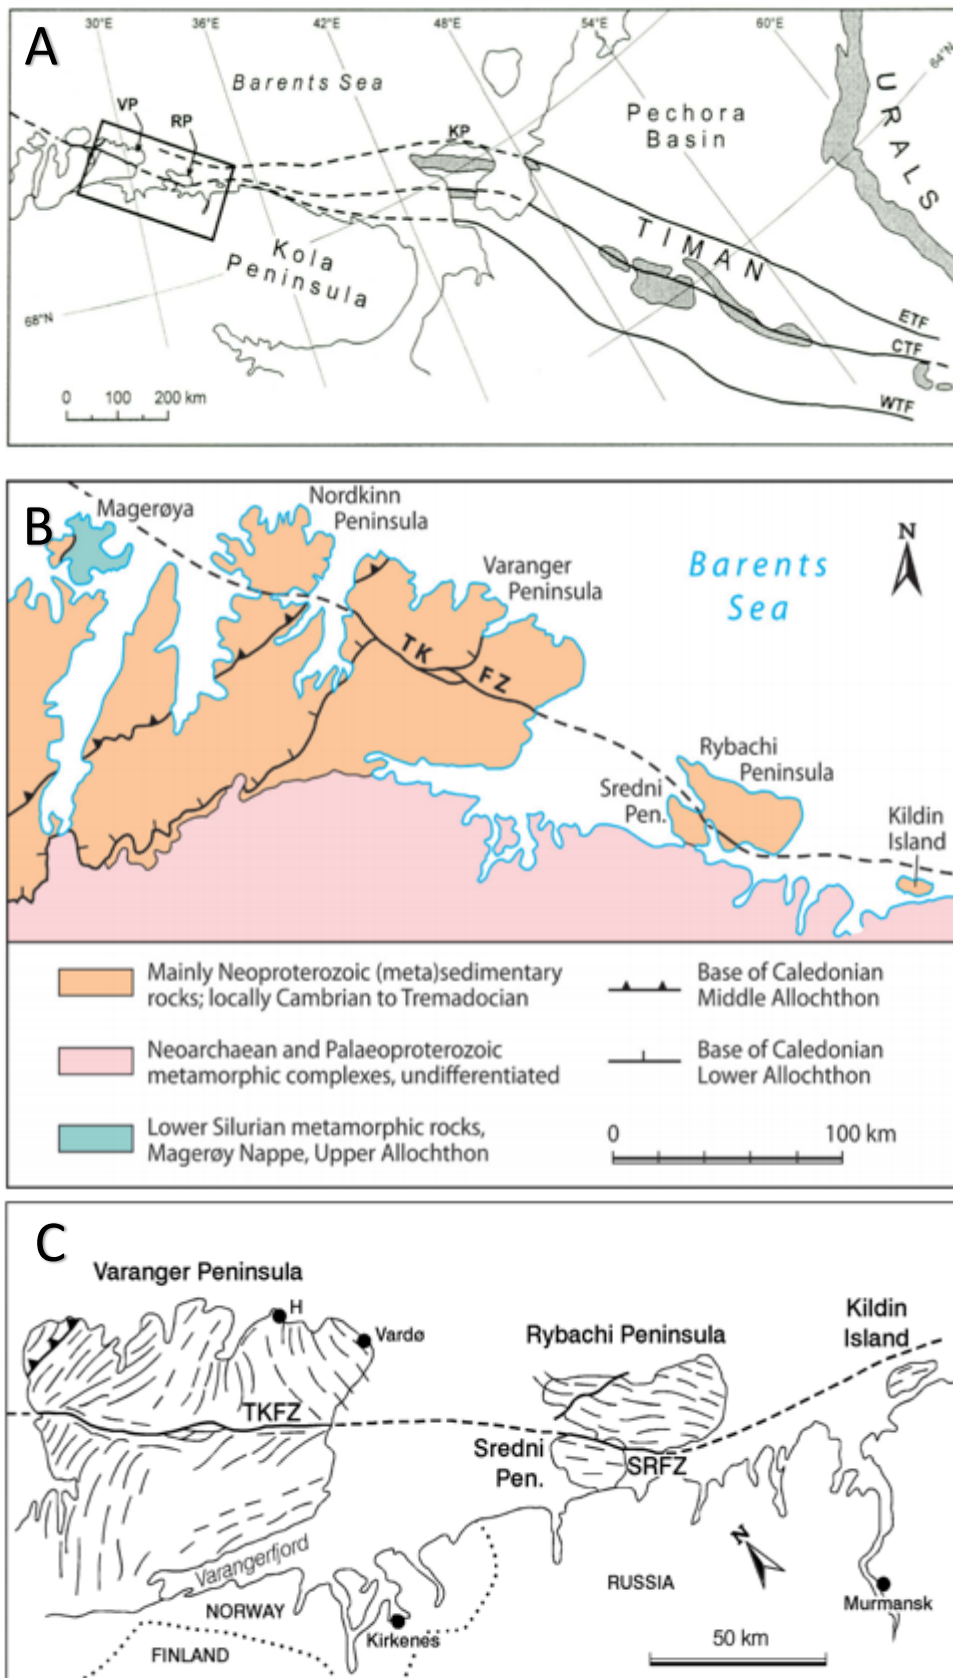 A
30°E
36°E
42°E
48°E
54°E
60°E
64°N
Barents Sea
VP
RP
KP
Pechora
Basin
URALS
TIMAN
Kola
Peninsula
68°N
ETF
CTF
WTF
0 100 200 km
B
Magerøya
Nordkinn
Peninsula
Varanger
Peninsula
Barents
Sea
N
TK
FZ
Rybachi
Peninsula
Sredni
Pen.
Kildin
Island
Mainly Neoproterozoic (meta)sedimentary
rocks; locally Cambrian to Tremadocian
Base of Caledonian
Middle Allochthon
Neoarchaean and Palaeoproterozoic
metamorphic complexes, undifferentiated
Base of Caledonian
Lower Allochthon
Lower Silurian metamorphic rocks,
Magerøy Nappe, Upper Allochthon
0 100 km
C
Varanger Peninsula
H
Vardø
Rybachi Peninsula
Kildin
Island
TKFZ
Sredni
Pen.
SRFZ
Varangerfjord
N
NORWAY
RUSSIA
FINLAND
Kirkenes
Murmansk
50 km